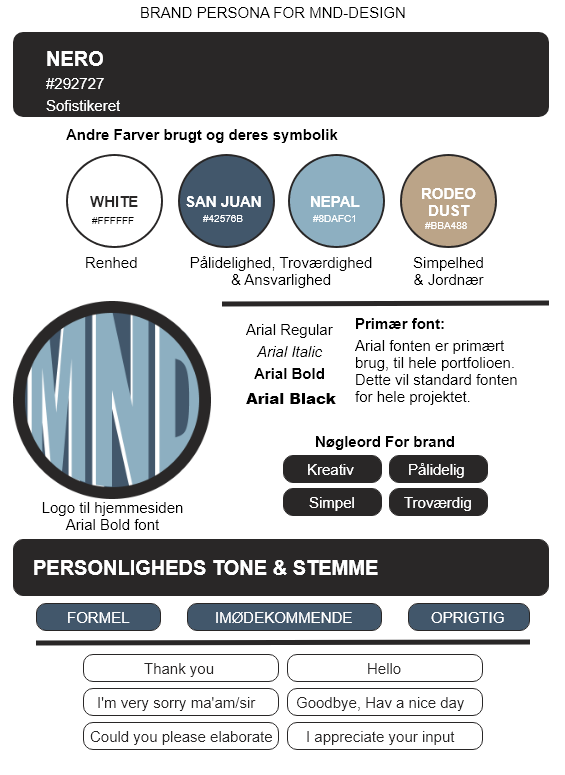 BRAND PERSONA FOR MND-DESIGN
NERO
#292727
Sofistikeret
Andre Farver brugt og deres symbolik
WHITE
#FFFFFF
SAN JUAN
#42576B
NEPAL
#8DAFC1
RODEO
DUST
#BBA488
Renhed
Pålidelighed, Troværdighed
& Ansvarlighed
Simpelhed
& Jordnær
MND
Logo til hjemmesiden
Arial Bold font
Arial Regular
Arial Italic
Arial Bold
Arial Black
Primær font:
Arial fonten er primært
brug, til hele portfolioen.
Dette vil standard fonten
for hele projektet.
Nøgleord For brand
Kreativ
Pålidelig
Simpel
Troværdig
PERSONLIGHEDS TONE & STEMME
FORMEL
IMØDEKOMMENDE
OPRIGTIG
Thank you
Hello
I'm very sorry ma'am/sir
Goodbye, Hav a nice day
Could you please elaborate
I appreciate your input